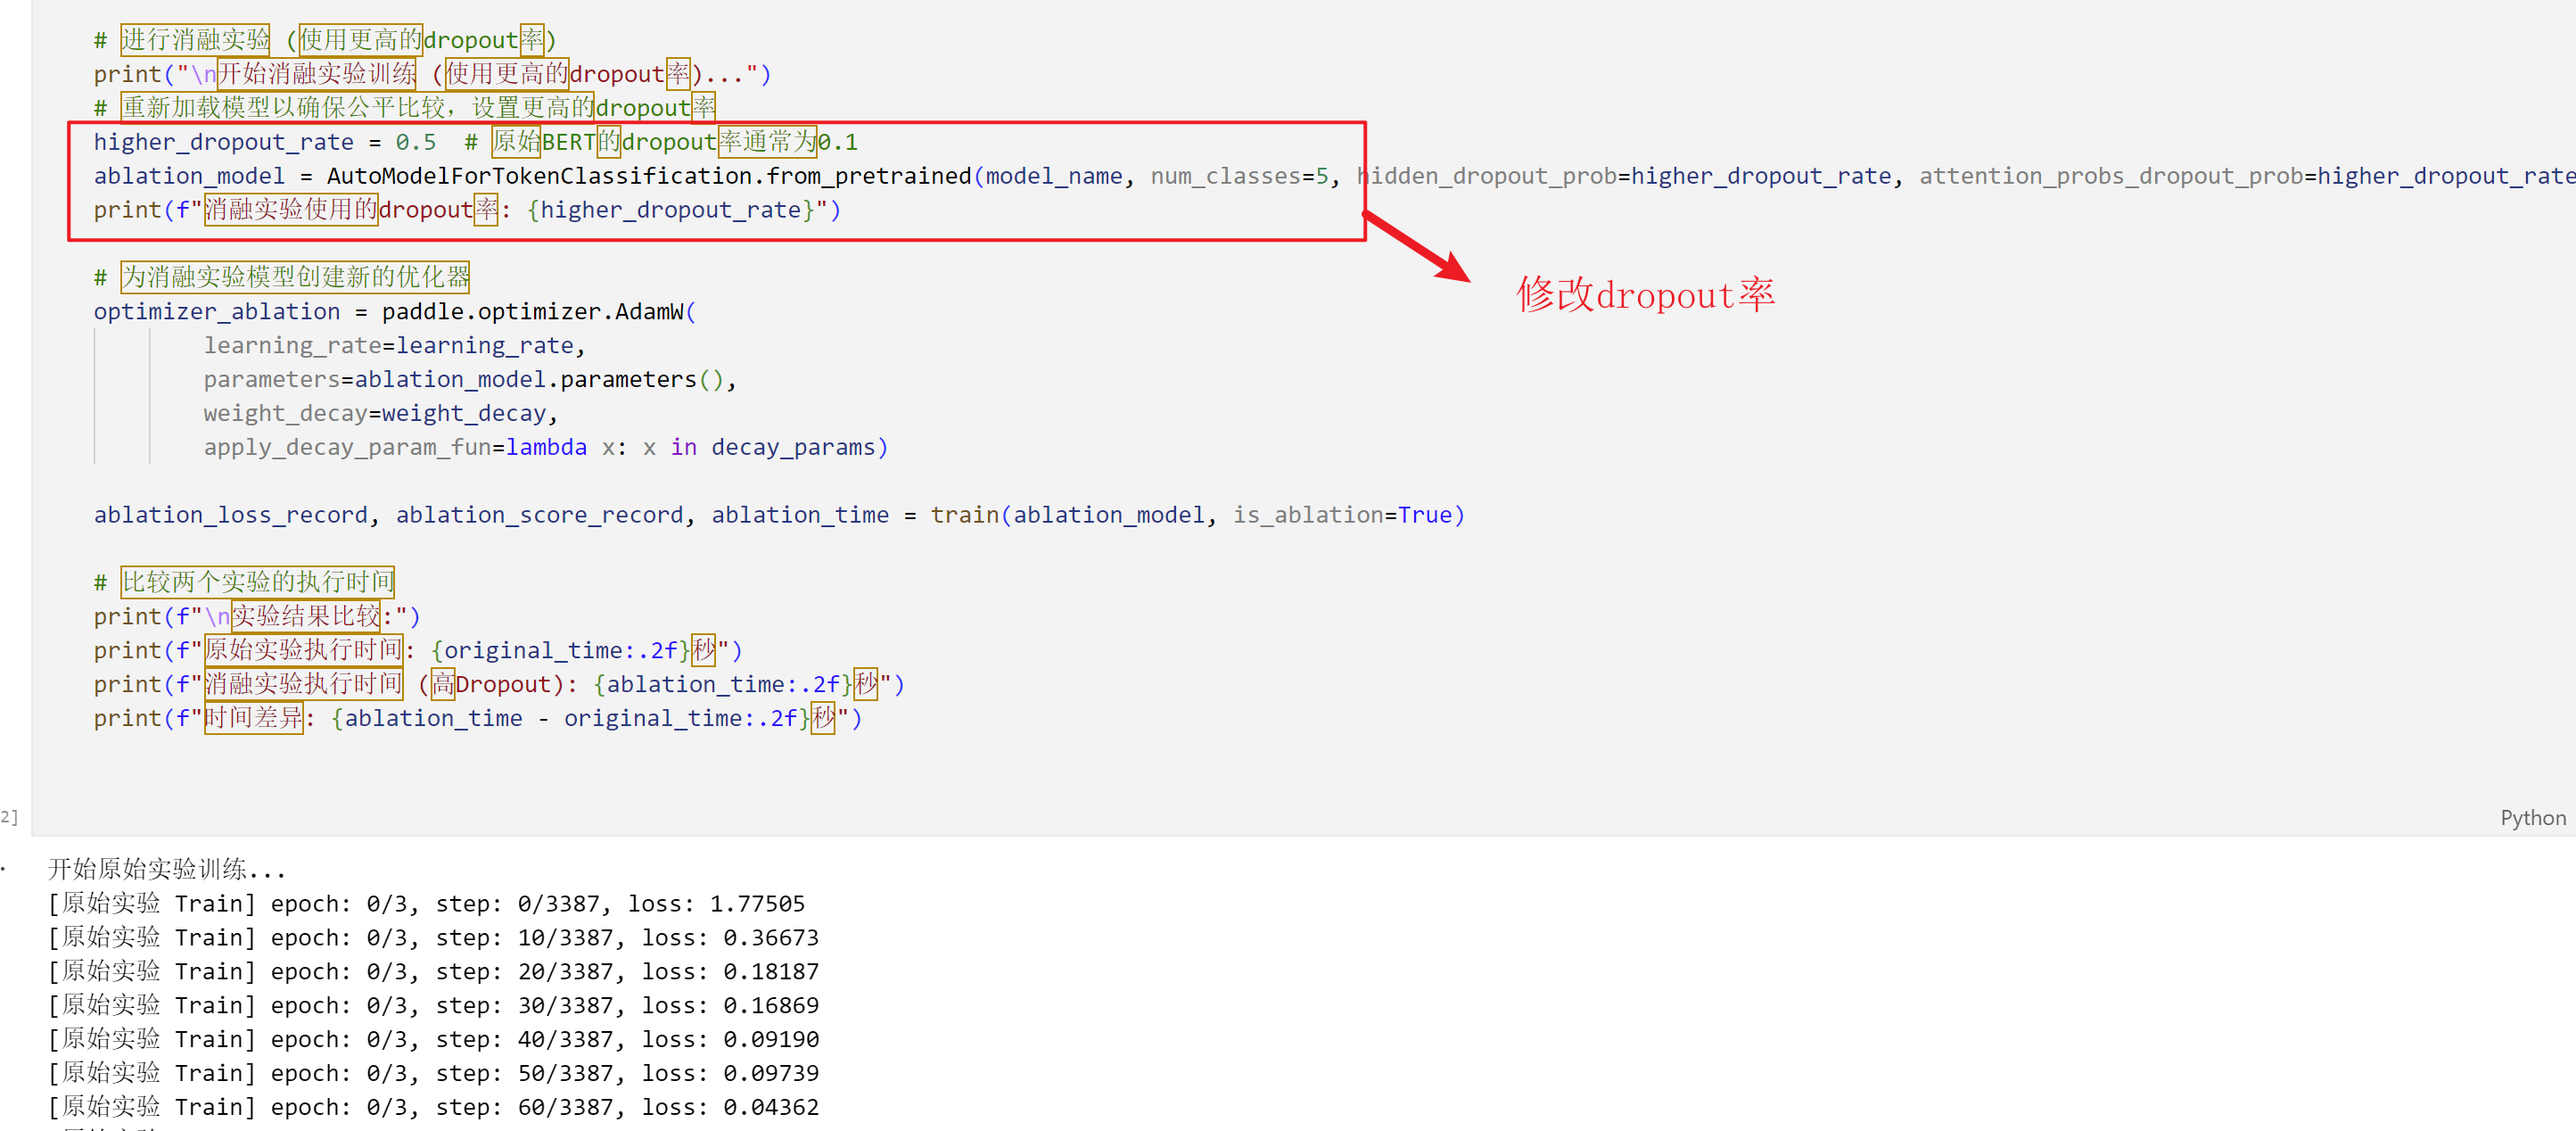 # 进行消融实验 (使用更高的dropout率)
print("\n开始消融实验训练 (使用更高的dropout率)...")
# 重新加载模型以确保公平比较，设置更高的dropout率
higher_dropout_rate = 0.5  # 原始BERT的dropout率通常为0.1
ablation_model = AutoModelForTokenClassification.from_pretrained(model_name, num_classes=5, hidden_dropout_prob=higher_dropout_rate, attention_probs_dropout_prob=higher_dropout_rate
print(f"消融实验使用的dropout率: {higher_dropout_rate}")
修改dropout率
# 为消融实验模型创建新的优化器
optimizer_ablation = paddle.optimizer.AdamW(
learning_rate=learning_rate,
parameters=ablation_model.parameters(),
weight_decay=weight_decay,
apply_decay_param_fun=lambda x: x in decay_params)
ablation_loss_record, ablation_score_record, ablation_time = train(ablation_model, is_ablation=True)
# 比较两个实验的执行时间
print(f"\n实验结果比较:")
print(f"原始实验执行时间: {original_time:.2f}秒")
print(f"消融实验执行时间 (高Dropout): {ablation_time:.2f}秒")
print(f"时间差异: {ablation_time - original_time:.2f}秒")
2]
Python
开始原始实验训练...
[原始实验 Train] epoch: 0/3, step: 0/3387, loss: 1.77505
[原始实验 Train] epoch: 0/3, step: 10/3387, loss: 0.36673
[原始实验 Train] epoch: 0/3, step: 20/3387, loss: 0.18187
[原始实验 Train] epoch: 0/3, step: 30/3387, loss: 0.16869
[原始实验 Train] epoch: 0/3, step: 40/3387, loss: 0.09190
[原始实验 Train] epoch: 0/3, step: 50/3387, loss: 0.09739
[原始实验 Train] epoch: 0/3, step: 60/3387, loss: 0.04362